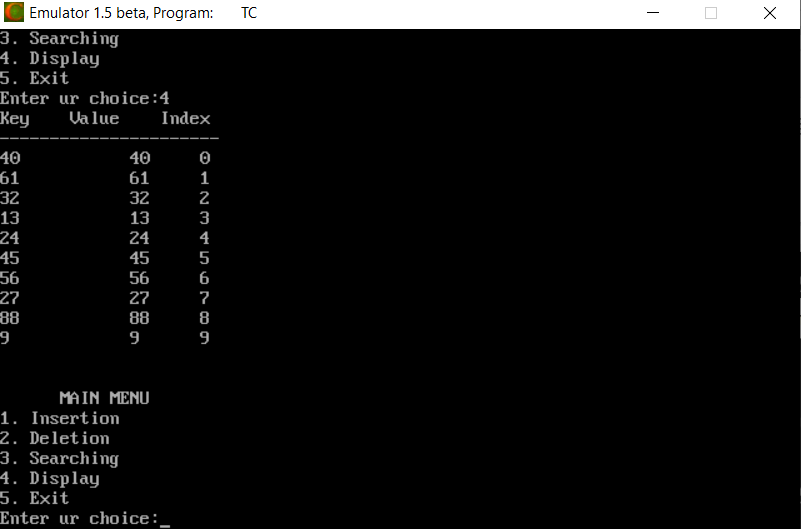 Emulator 1.5 beta, Program: TC
3. Searching
4. Display
5. Exit
Enter ur choice:4
Key Value Index
----------------------
40 40 0
61 61 1
32 32 2
13 13 3
24 24 4
45 45 5
56 56 6
27 27 7
88 88 8
9 9 9
MAIN MENU
1. Insertion
2. Deletion
3. Searching
4. Display
5. Exit
Enter ur choice:_